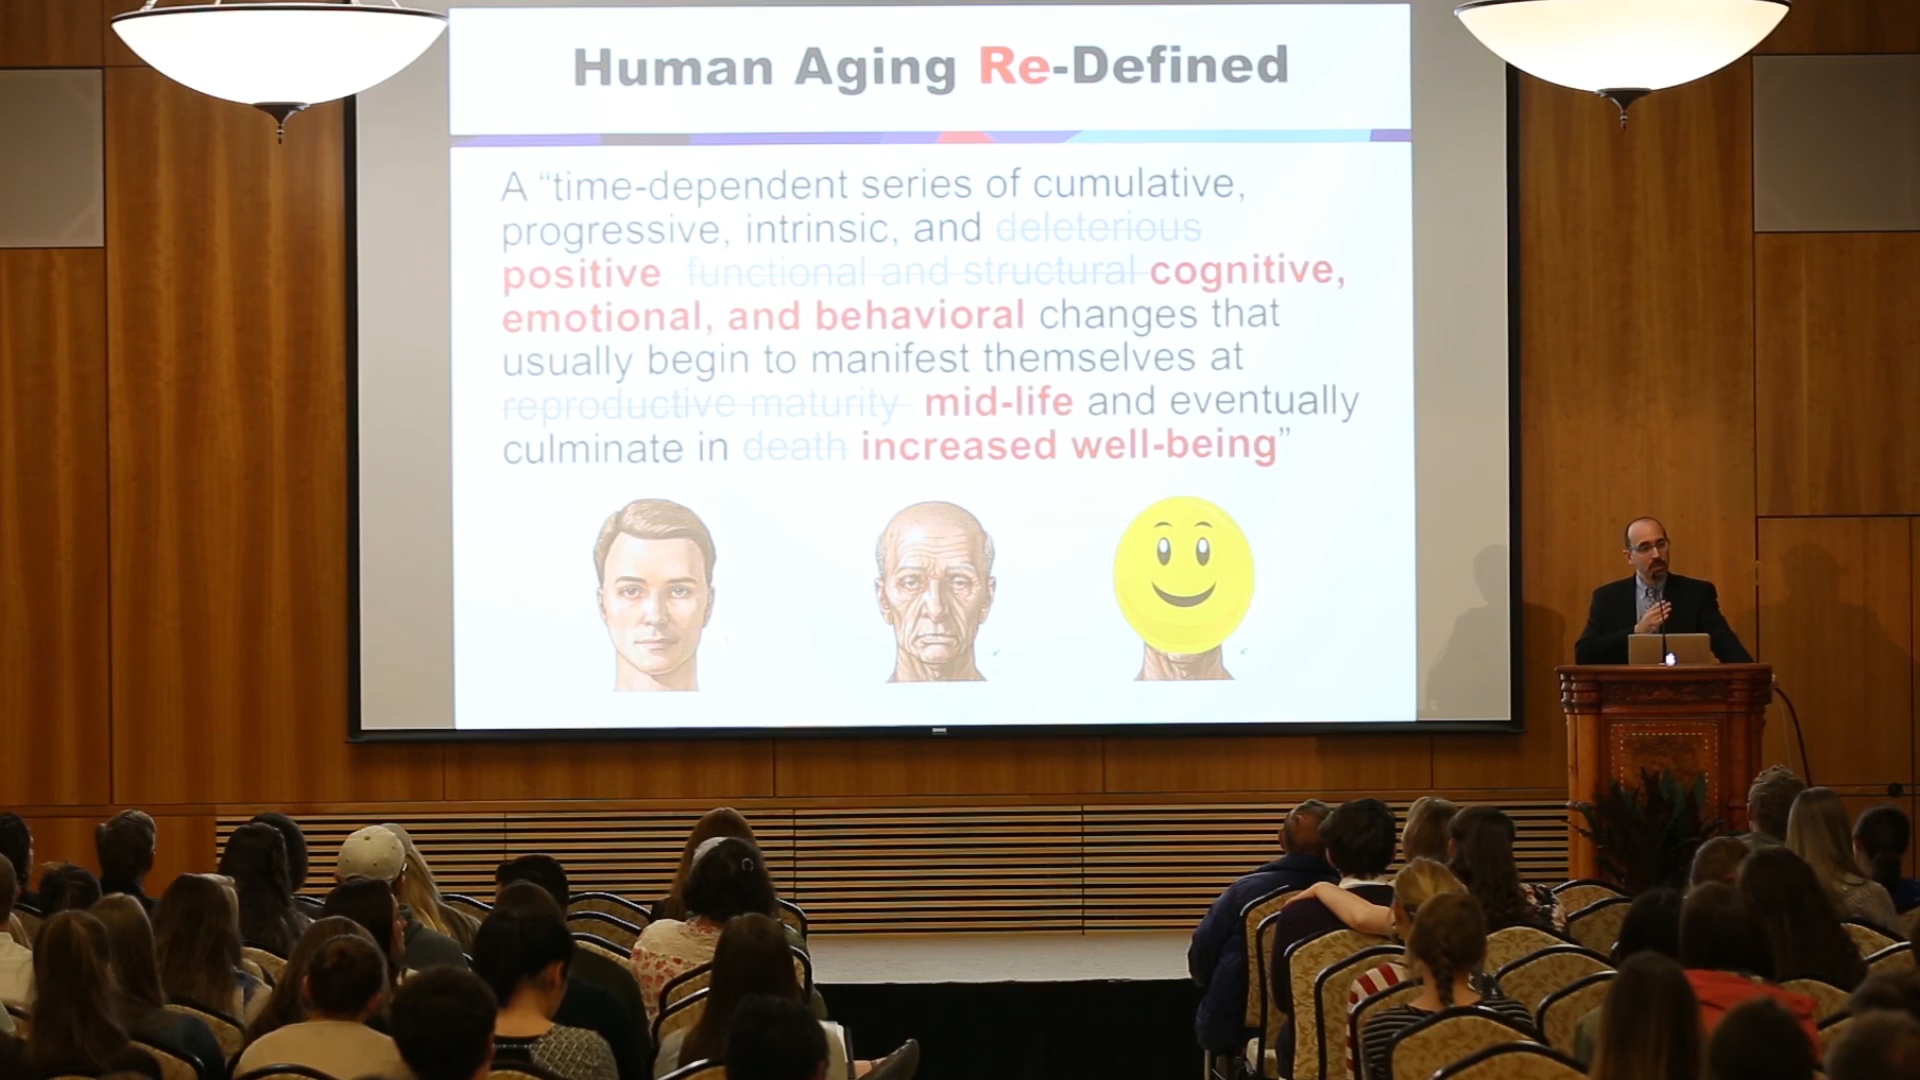 Human Aging Re-Defined
A “time-dependent series of cumulative,
progressive, intrinsic, and deleterious
positive functional and structural cognitive,
emotional, and behavioral changes that
usually begin to manifest themselves at
reproductive maturity mid-life and eventually
culminate in death increased well-being”